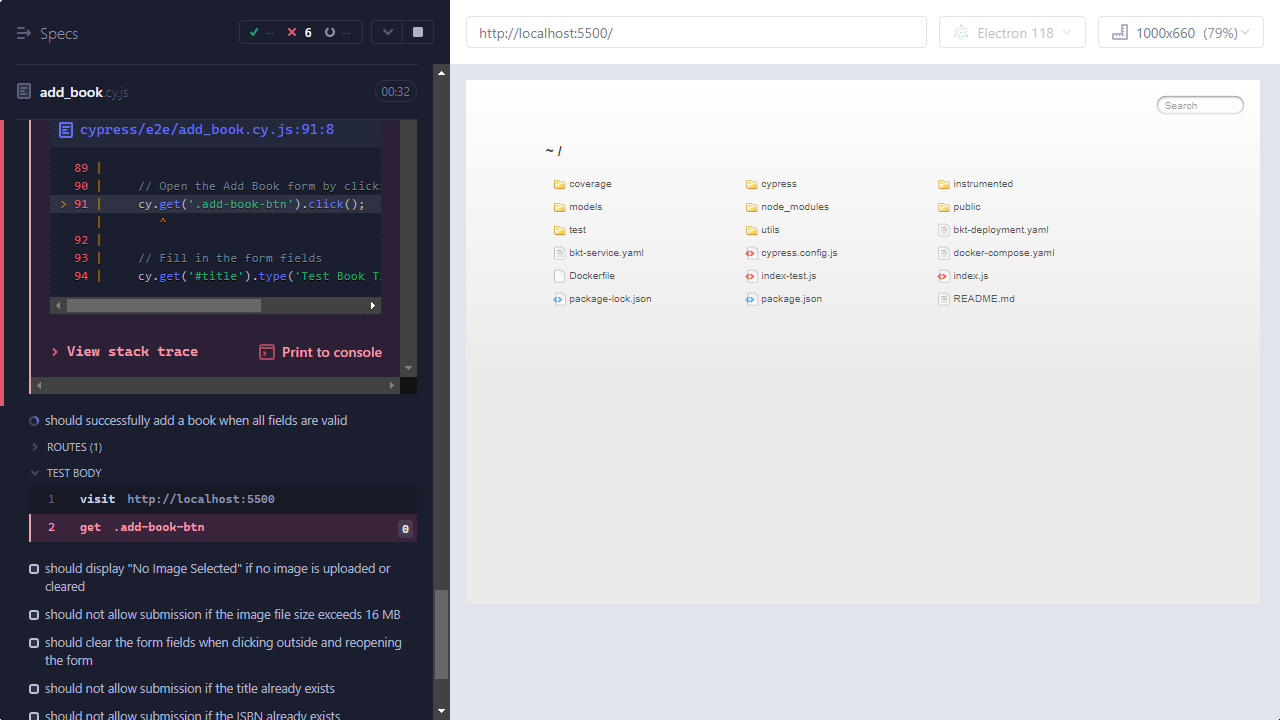 Specs
-- 6 --
add_book.cy.js 00:32
cypress/e2e/add_book.cy.js:91:8
89 |
90 | // Open the Add Book form by click
> 91 | cy.get('.add-book-btn').click();
| ^
92 |
93 | // Fill in the form fields
94 | cy.get('#title').type('Test Book T
> View stack trace
Print to console
should successfully add a book when all fields are valid
ROUTES (1)
TEST BODY
1 visit http://localhost:5500
2 get .add-book-btn 0
should display "No Image Selected" if no image is uploaded or
cleared
should not allow submission if the image file size exceeds 16 MB
should clear the form fields when clicking outside and reopening
the form
should not allow submission if the title already exists
should not allow submission if the ISBN already exists
http://localhost:5500/
Electron 118
1000x660 (79%)
Search
~ /
coverage cypress instrumented
models node_modules public
test utils bkt-deployment.yaml
bkt-service.yaml cypress.config.js docker-compose.yaml
Dockerfile index-test.js index.js
package-lock.json package.json README.md